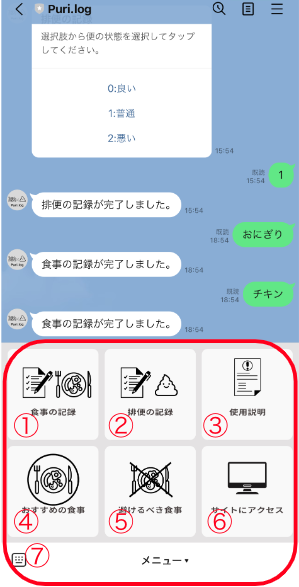 Puri.log
選択肢から便の状態を選択してタップ
してください。
0:良い
1:普通
2:悪い
15:54
既読
15:54
1
排便の記録が完了しました。
15:54
既読
18:54
おにぎり
食事の記録が完了しました。
18:54
既読
18:54
チキン
食事の記録が完了しました。
18:54
食事の記録
排便の記録
使用説明
① ② ③
おすすめの食事
避けるべき食事
サイトにアクセス
④ ⑤ ⑥
⑦
メニュー▾